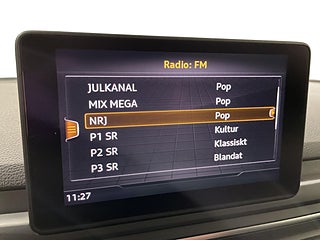 Radio: FM
JULKANAL Pop
MIX MEGA Pop
NRJ Pop
P1 SR Kultur
P2 SR Klassiskt
P3 SR Blandat
11:27